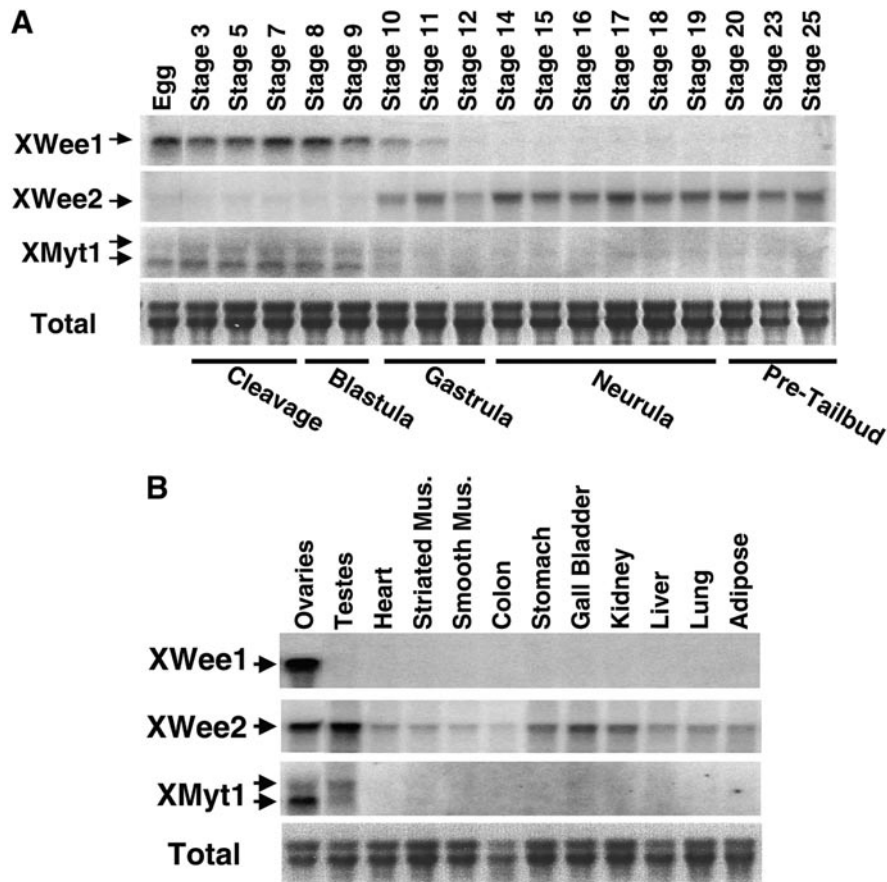 A
Egg
Stage 3
Stage 5
Stage 7
Stage 8
Stage 9
Stage 10
Stage 11
Stage 12
Stage 14
Stage 15
Stage 16
Stage 17
Stage 18
Stage 19
Stage 20
Stage 23
Stage 25
XWee1
XWee2
XMyt1
Total
Cleavage
Blastula
Gastrula
Neurula
Pre-Tailbud
B
Ovaries
Testes
Heart
Striated Mus.
Smooth Mus.
Colon
Stomach
Gall Bladder
Kidney
Liver
Lung
Adipose
XWee1
XWee2
XMyt1
Total